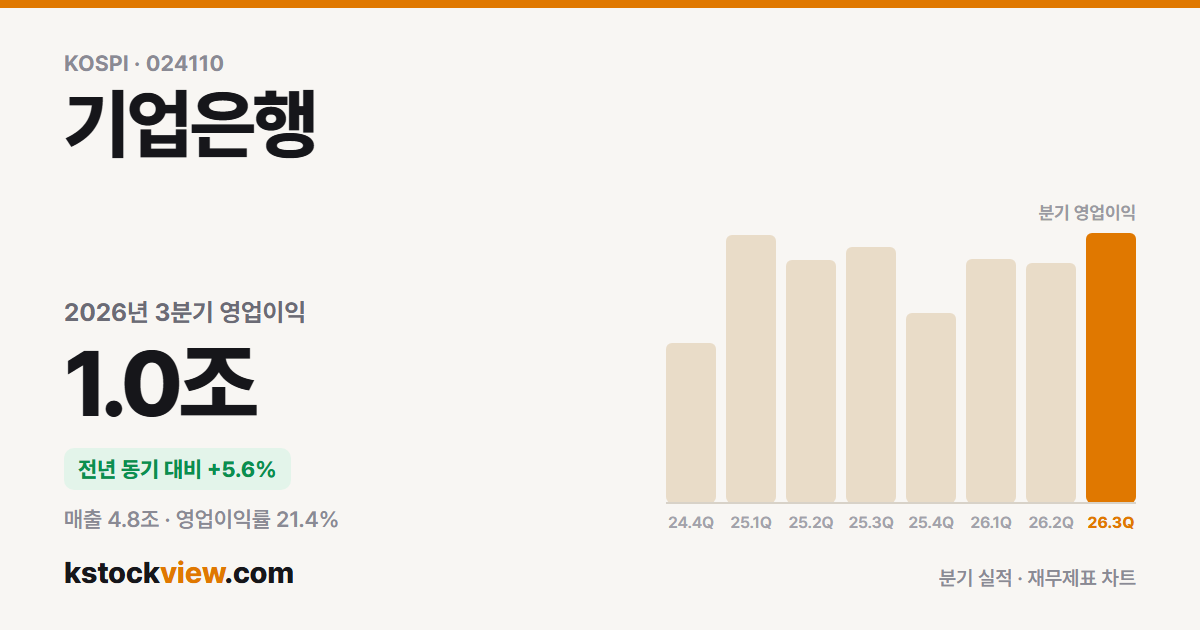 KOSPI · 024110
기업은행
분기 영업이익
2026년 3분기 영업이익
1.0조
전년 동기 대비 +5.6%
매출 4.8조 · 영업이익률 21.4%
24.4Q 25.1Q 25.2Q 25.3Q 25.4Q 26.1Q 26.2Q 26.3Q
kstockview.com
분기 실적 · 재무제표 차트